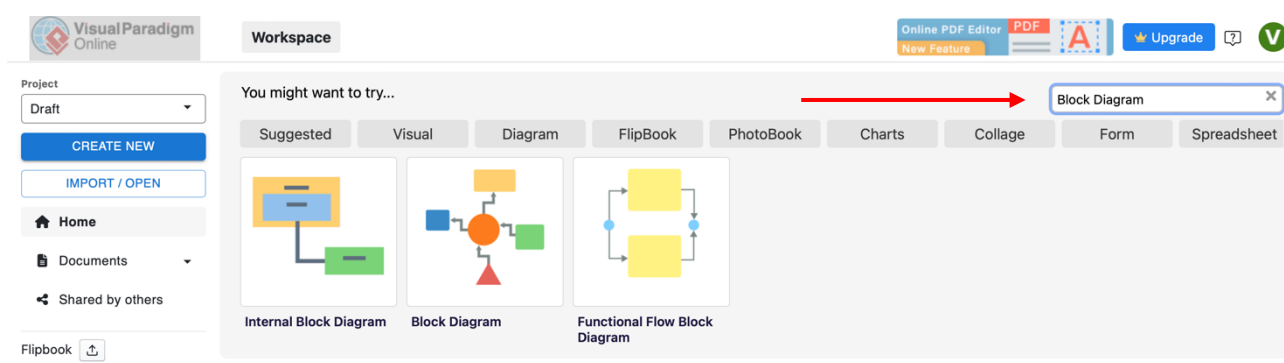 Visual Paradigm
Online
Workspace
Online PDF Editor
PDF
New Feature
A
Upgrade
?
V
Project
Draft
CREATE NEW
IMPORT / OPEN
Home
Documents
Shared by others
Flipbook
You might want to try...
Block Diagram
Suggested Visual Diagram FlipBook PhotoBook Charts Collage Form Spreadsheet
Internal Block Diagram
Block Diagram
Functional Flow Block
Diagram